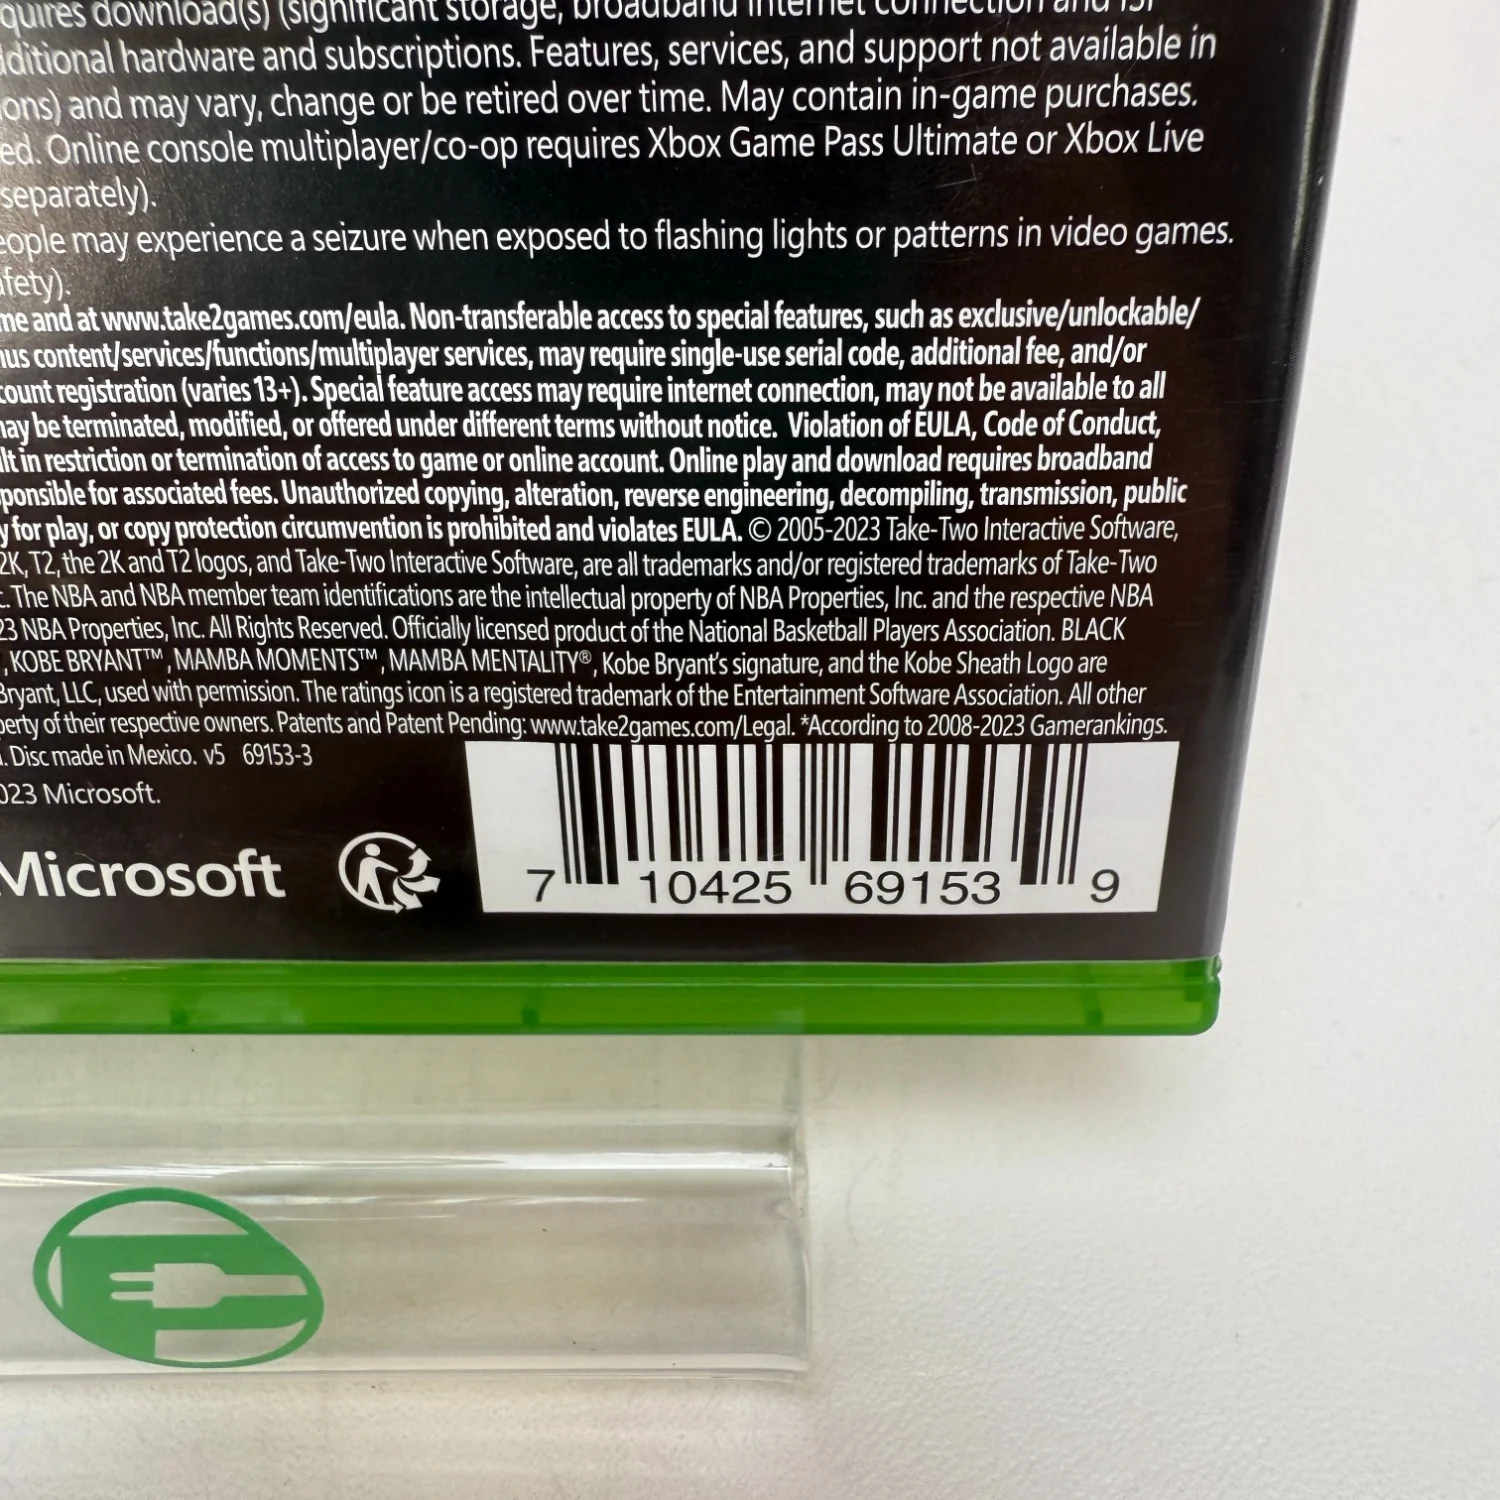 quires download(s) (significant storage, broadband internet connection and ISP
dditional hardware and subscriptions. Features, services, and support not available in
ons) and may vary, change or be retired over time. May contain in-game purchases.
ed. Online console multiplayer/co-op requires Xbox Game Pass Ultimate or Xbox Live
separately).
eople may experience a seizure when exposed to flashing lights or patterns in video games.
afety).
me and at www.take2games.com/eula. Non-transferable access to special features, such as exclusive/unlockable/
nus content/services/functions/multiplayer services, may require single-use serial code, additional fee, and/or
count registration (varies 13+). Special feature access may require internet connection, may not be available to all
nay be terminated, modified, or offered under different terms without notice. Violation of EULA, Code of Conduct,
lt in restriction or termination of access to game or online account. Online play and download requires broadband
ponsible for associated fees. Unauthorized copying, alteration, reverse engineering, decompiling, transmission, public
y for play, or copy protection circumvention is prohibited and violates EULA. © 2005-2023 Take-Two Interactive Software,
2K, T2, the 2K and T2 logos, and Take-Two Interactive Software, are all trademarks and/or registered trademarks of Take-Two
c. The NBA and NBA member team identifications are the intellectual property of NBA Properties, Inc. and the respective NBA
23 NBA Properties, Inc. All Rights Reserved. Officially licensed product of the National Basketball Players Association. BLACK
, KOBE BRYANT™, MAMBA MOMENTS™, MAMBA MENTALITY®, Kobe Bryant's signature, and the Kobe Sheath Logo are
Bryant, LLC, used with permission. The ratings icon is a registered trademark of the Entertainment Software Association. All other
perty of their respective owners. Patents and Patent Pending: www.take2games.com/Legal. *According to 2008-2023 Gamerankings.
. Disc made in Mexico. v5 69153-3
023 Microsoft.
Microsoft
7 10425 69153 9